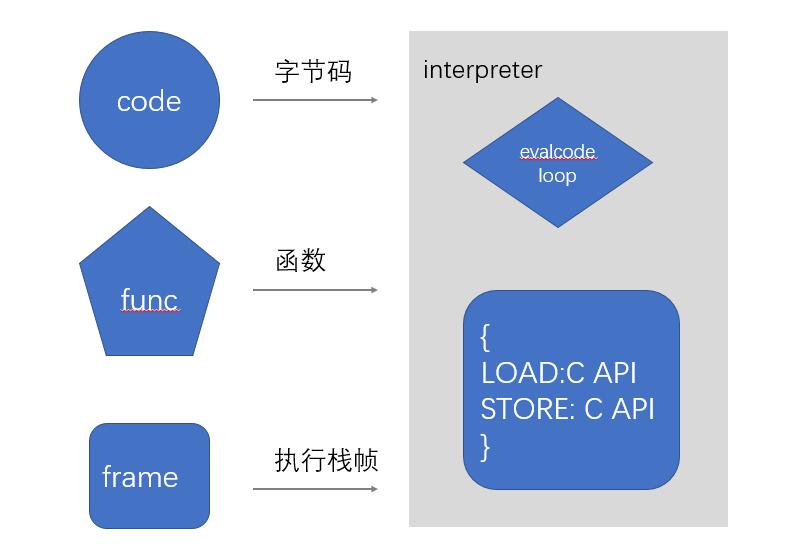 code
字节码
interpreter
evalcode
loop
func
函数
{
LOAD:C API
STORE: C API
}
frame
执行栈帧